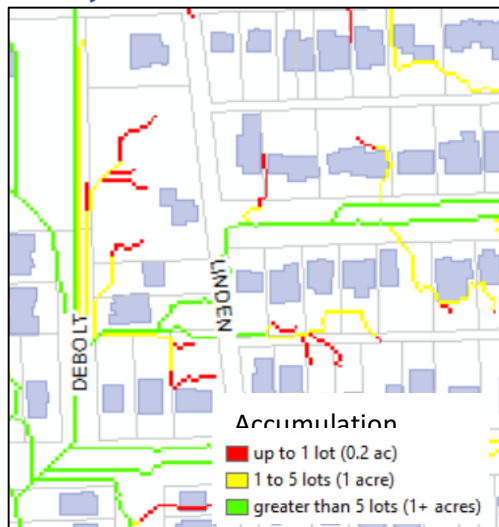 LINDEN
DEBOLT
Accumulation
up to 1 lot (0.2 ac)
1 to 5 lots (1 acre)
greater than 5 lots (1+ acres)